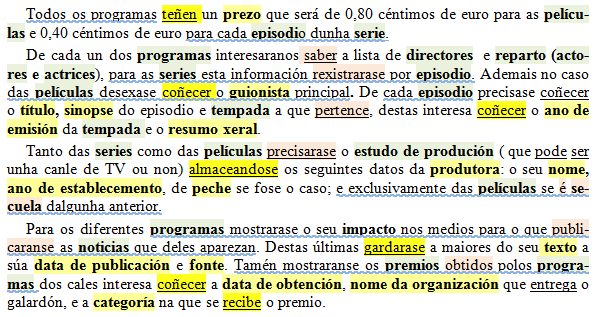 Todos os programas teñen un prezo que será de 0,80 céntimos de euro para as pelícu-
las e 0,40 céntimos de euro para cada episodio dunha serie.
De cada un dos programas interesaranos saber a lista de directores e reparto (acto-
res e actrices), para as series esta información rexistrarase por episodio. Ademais no caso
das películas desexase coñecer o guionista principal. De cada episodio precisase coñecer
o título, sinopse do episodio e tempada a que pertence, destas interesa coñecer o ano de
emisión da tempada e o resumo xeral.
Tanto das series como das películas precisarase o estudo de produción ( que pode ser
unha canle de TV ou non) almaceandose os seguintes datos da produtora: o seu nome,
ano de establecemento, de peche se fose o caso; e exclusivamente das películas se é se-
cuela dalgunha anterior.
Para os diferentes programas mostrarase o seu impacto nos medios para o que publi-
caranse as noticias que deles aparezan. Destas últimas gardarase a maiores do seu texto a
súa data de publicación e fonte. Tamén mostraranse os premios obtidos polos progra-
mas dos cales interesa coñecer a data de obtención, nome da organización que entrega o
galardón, e a categoría na que se recibe o premio.